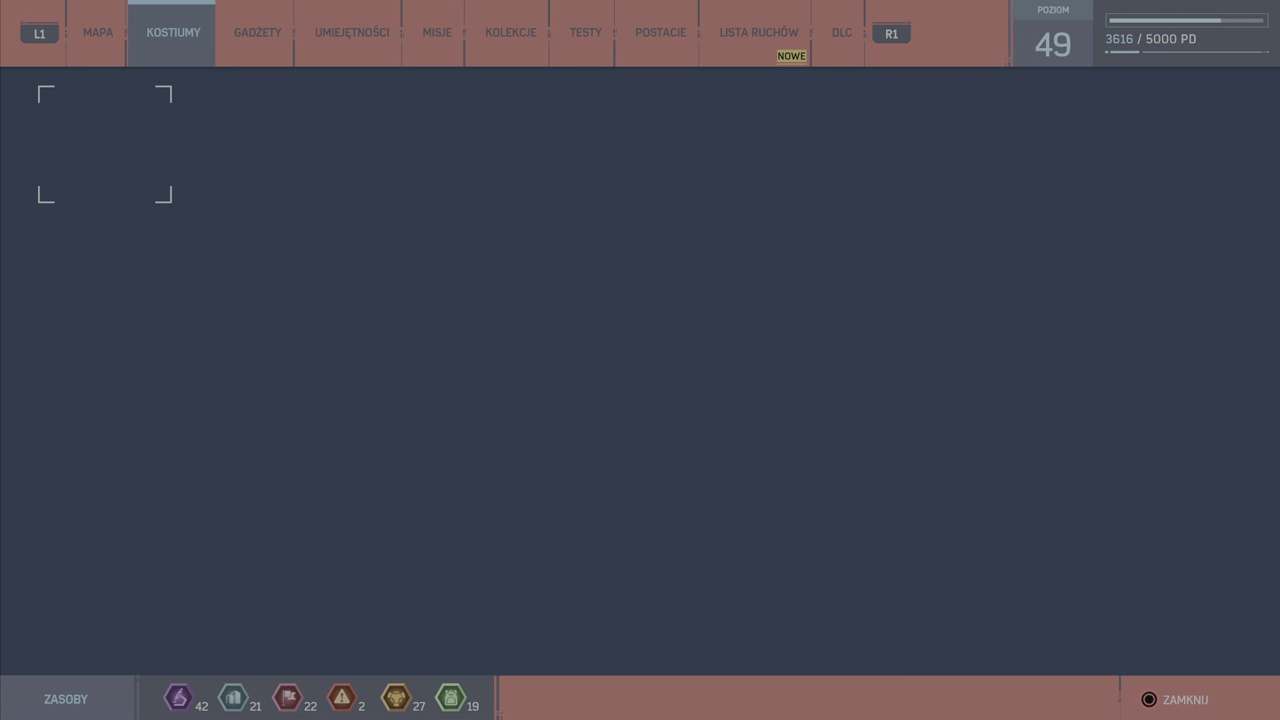 L1 MAPA KOSTIUMY GADŻETY UMIEJĘTNOŚCI MISJE KOLEKCJE TESTY POSTACIE LISTA RUCHÓW DLC R1
NOWE
POZIOM
49
3616 / 5000 PD
ZASOBY 42 21 22 2 27 19 ZAMKNIJ